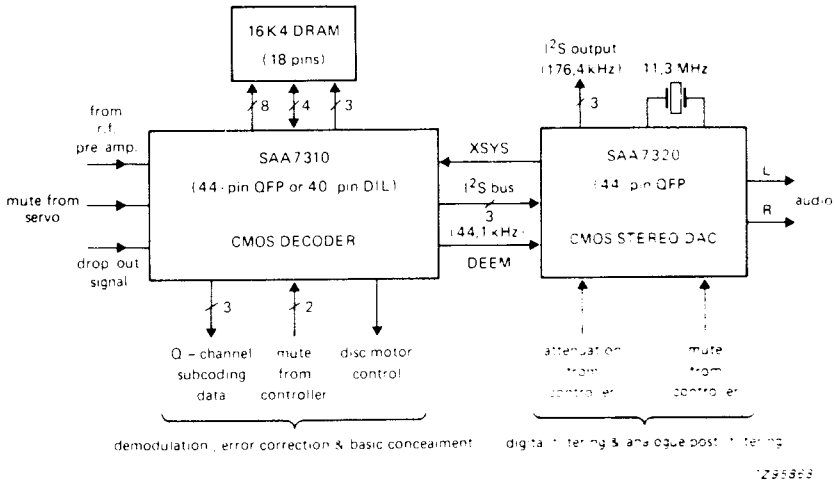 16K4 DRAM
(18 pins)
8
4
3
I²S output
(176,4 kHz)
3
11,3 MHz
from
r.f.
pre amp.
mute from
servo
drop out
signal
SAA7310
(44-pin QFP or 40 pin DIL)
CMOS DECODER
XSYS
I²S bus
3
(44,1 kHz)
DEEM
SAA7320
(44 pin QFP
CMOS STEREO DAC
L
R
audio
3
2
Q - channel
subcoding
data
mute
from
controller
disc motor
control
attenuation
from
controller
mute
from
controller
demodulation, error correction & basic concealment
digital filtering & analogue post filtering
7Z95868